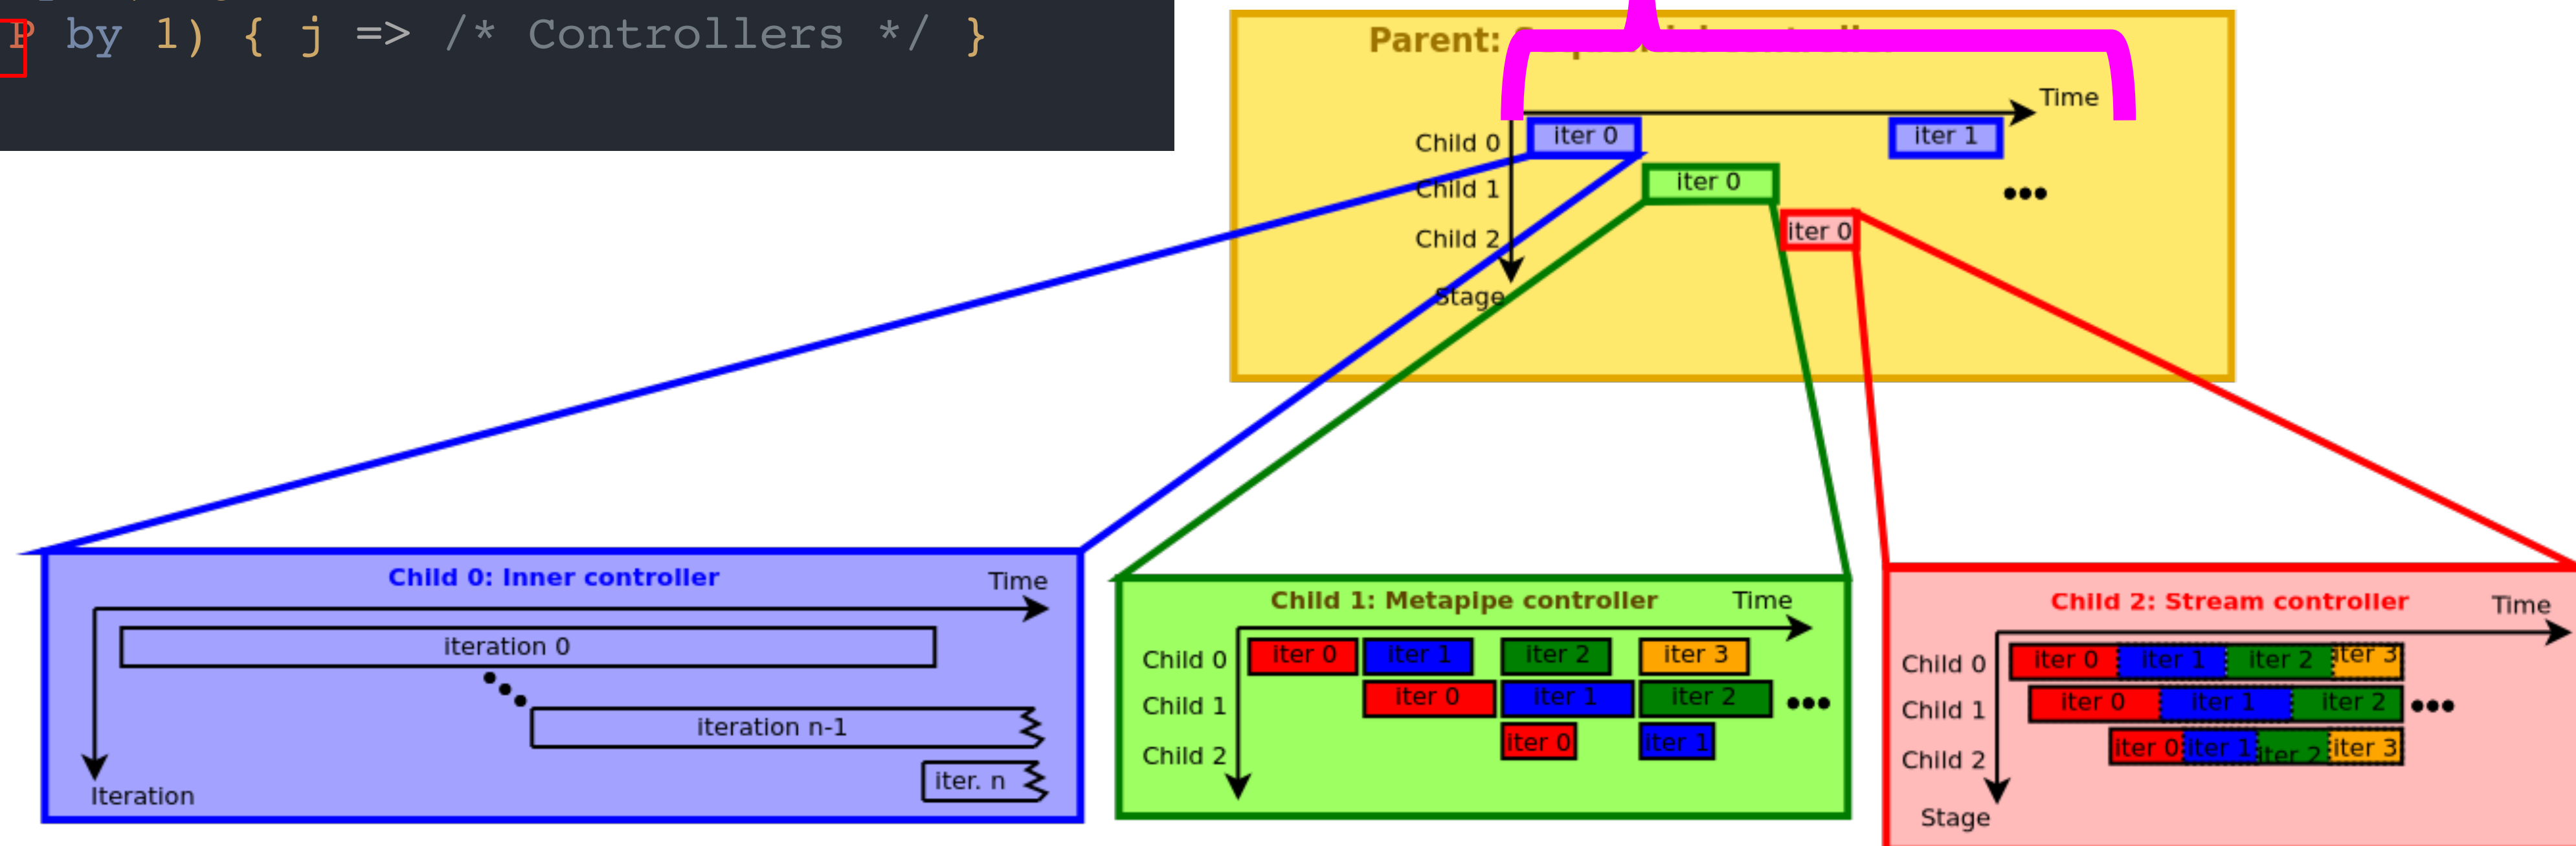 P by 1) { j => /* Controllers */ }
Parent:
Time
Child 0
iter 0
iter 1
Child 1
iter 0
•••
Child 2
iter 0
Stage
Child 0: Inner controller
Time
iteration 0
iteration n-1
iter. n
Iteration
Child 1: Metapipe controller
Time
Child 0
iter 0
iter 1
iter 2
iter 3
Child 1
iter 0
iter 1
iter 2
•••
Child 2
iter 0
iter 1
Child 2: Stream controller
Time
Child 0
iter 0
iter 1
iter 2
iter 3
Child 1
iter 0
iter 1
iter 2
•••
Child 2
iter 0
iter 1
iter 2
iter 3
Stage